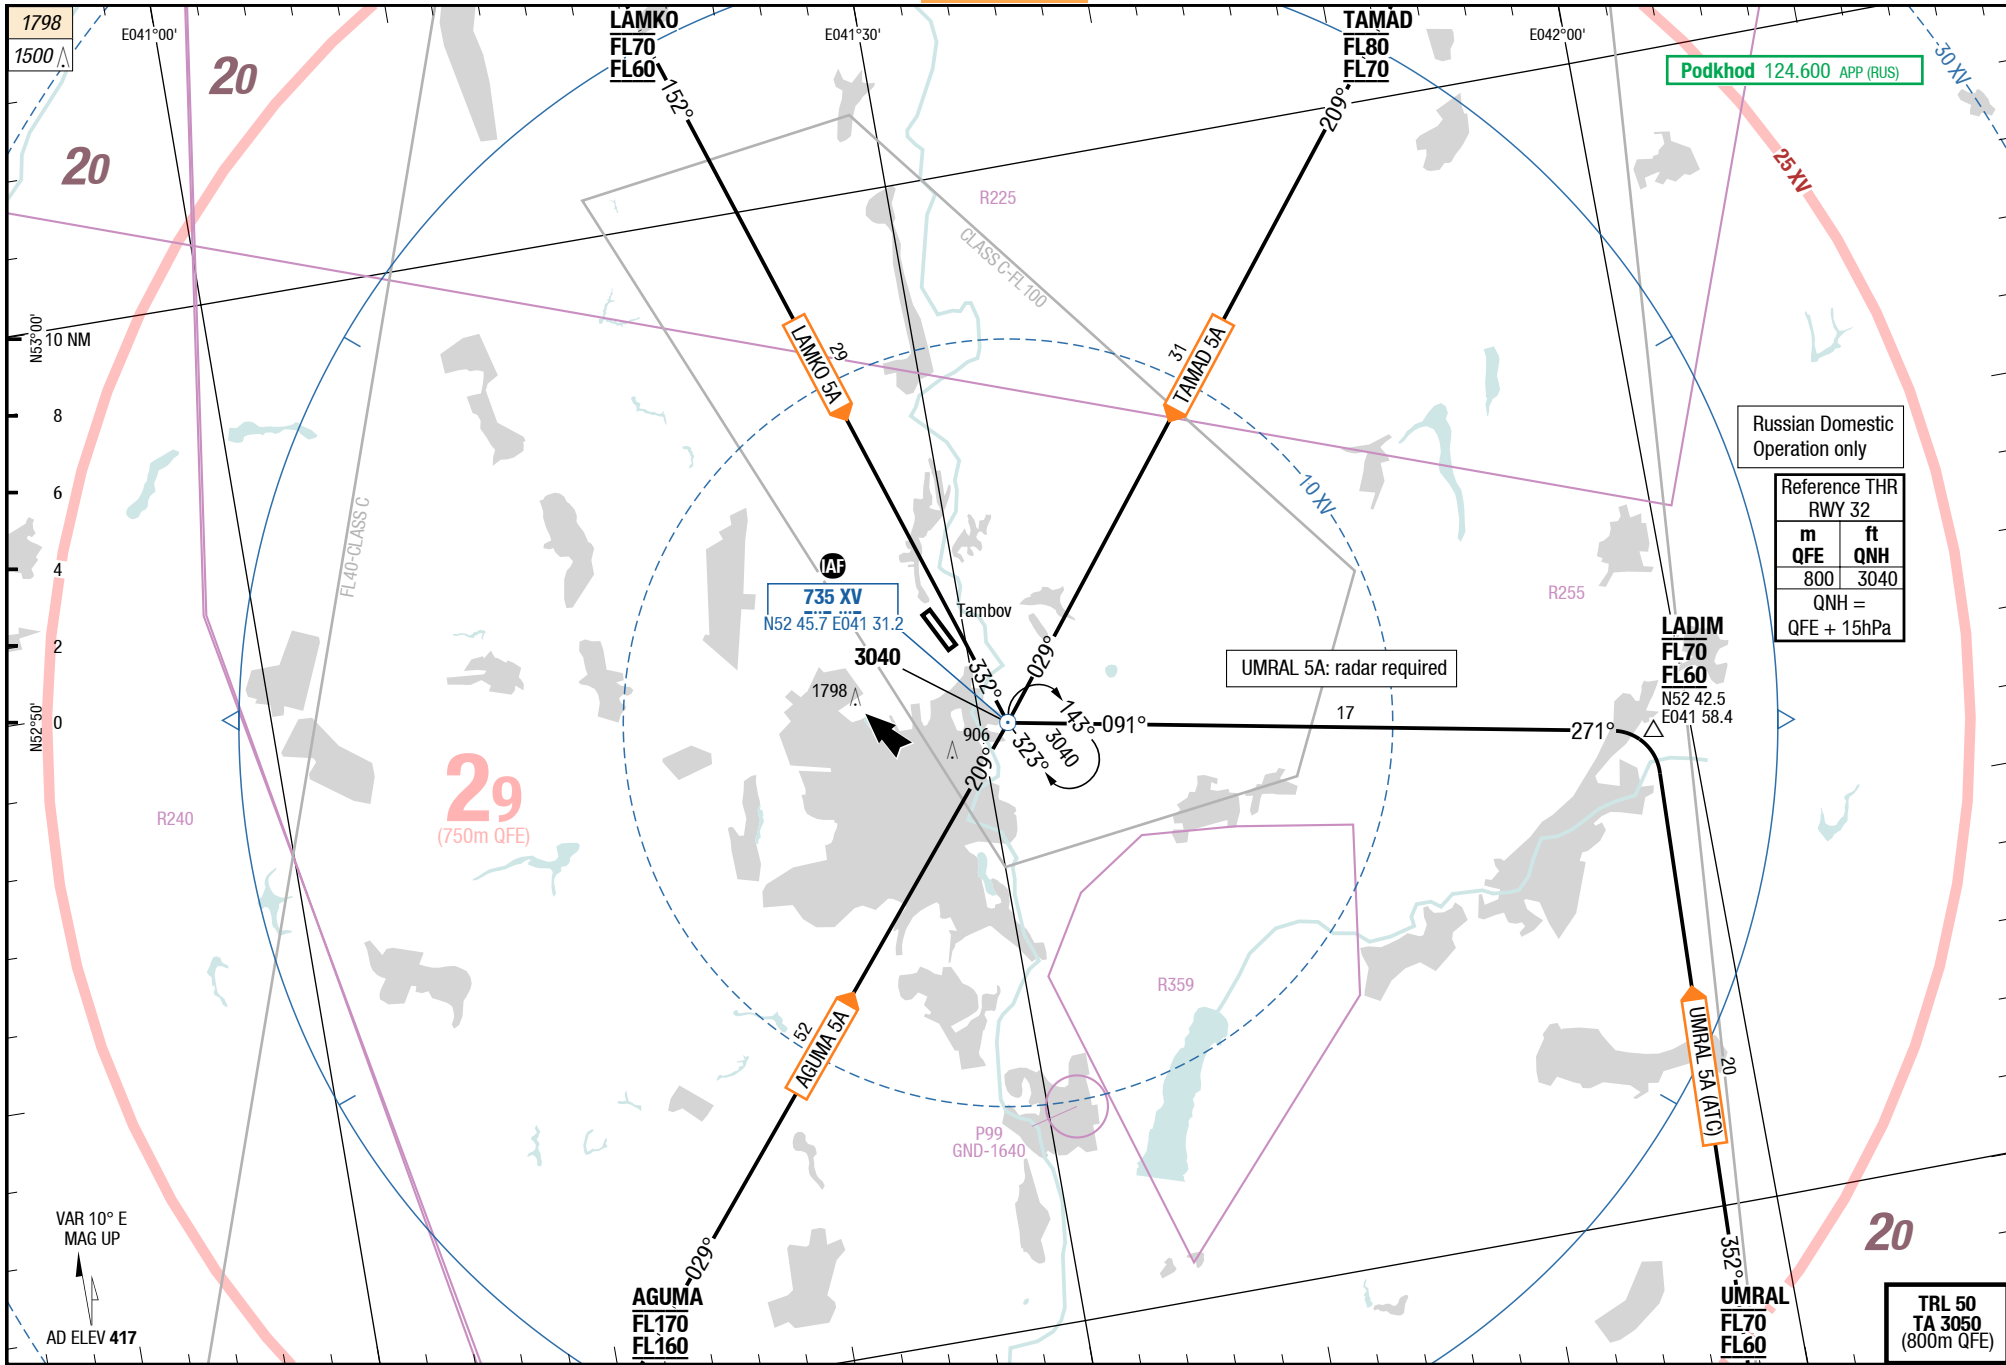 1798
1500
E041°00'
LAMKO
FL70
FL60
E041°30'
TAMAD
FL80
FL70
E042°00'
Podkhod 124.600 APP (RUS)
30 XV
20
20
152°
209°
25 XV
R225
CLASS C-FL100
N53°00'
10 NM
LAMKO 5A
29
31
TAMAD 5A
8
6
4
2
0
N52°50'
Russian Domestic
Operation only
Reference THR
RWY 32
m ft
QFE QNH
800 3040
QNH =
QFE + 15hPa
10 XV
FL40-CLASS C
IAF
735 XV
N52 45.7 E041 31.2
Tambov
3040
R255
LADIM
FL70
FL60
N52 42.5
E041 58.4
UMRAL 5A: radar required
332°
029°
1798
906
143°
3040
323°
091°
17
271°
209°
29
(750m QFE)
R240
R359
52
AGUMA 5A
UMRAL 5A (ATC)
20
P99
GND-1640
VAR 10° E
MAG UP
AD ELEV 417
029°
AGUMA
FL170
FL160
352°
UMRAL
FL70
FL60
20
TRL 50
TA 3050
(800m QFE)